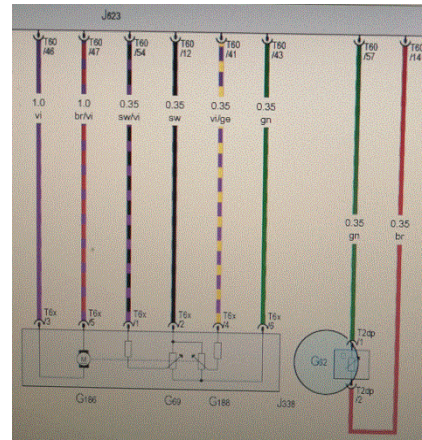 J623
T60 T60 T60 T60 T60 T60 T60 T60
/46 /47 /54 /12 /41 /43 /57 /14
1.0 1.0 0.35 0.35 0.35 0.35
vi br/vi sw/vi sw vi/ge gn
0.35 0.35
gn br
T6x T6x T6x T6x T6x T6x
/3 /5 /1 /2 /4 /6
T2dp
/1
M
G62
G186 G69 G188 J338
T2dp
/2